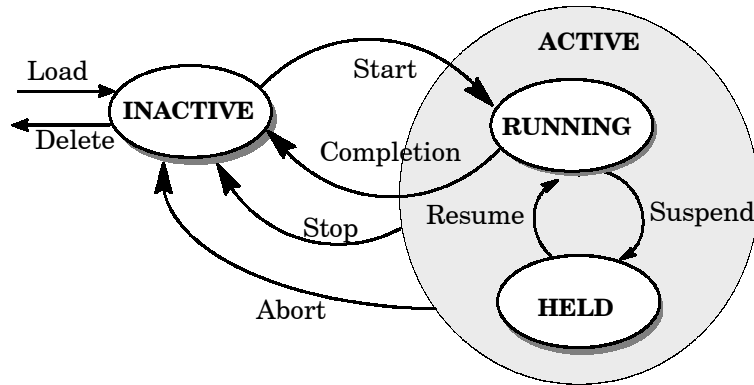 ACTIVE
Load
Start
INACTIVE
RUNNING
Delete
Completion
Resume
Suspend
Stop
Abort
HELD